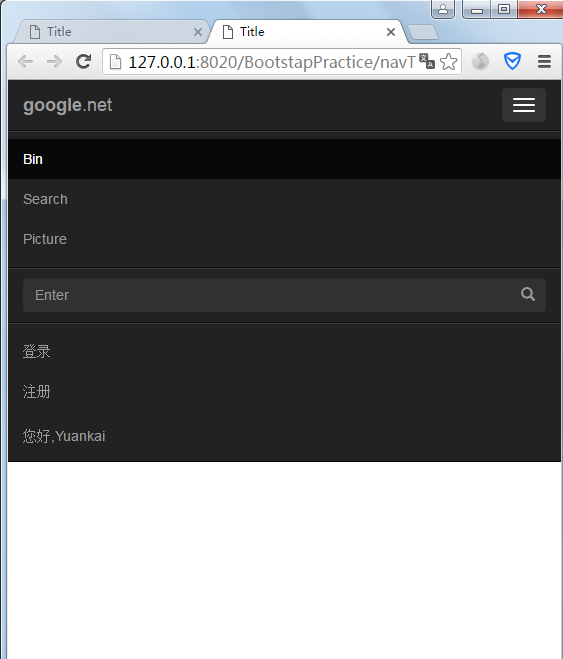 Title
Title
127.0.0.1:8020/BootstapPractice/navT
google.net
Bin
Search
Picture
Enter
登录
注册
您好,Yuankai